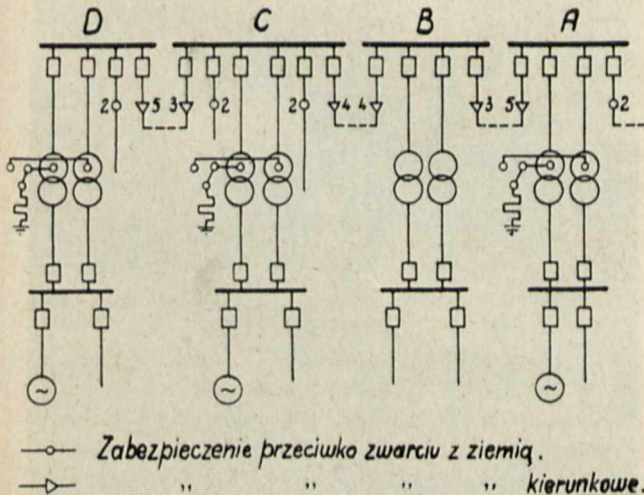 D C B A
2 5 3 2 2 4 4 3 5 2
~ ~ ~
Zabezpieczenie przeciwko zwarciu z ziemią.
" " " " kierunkowe.